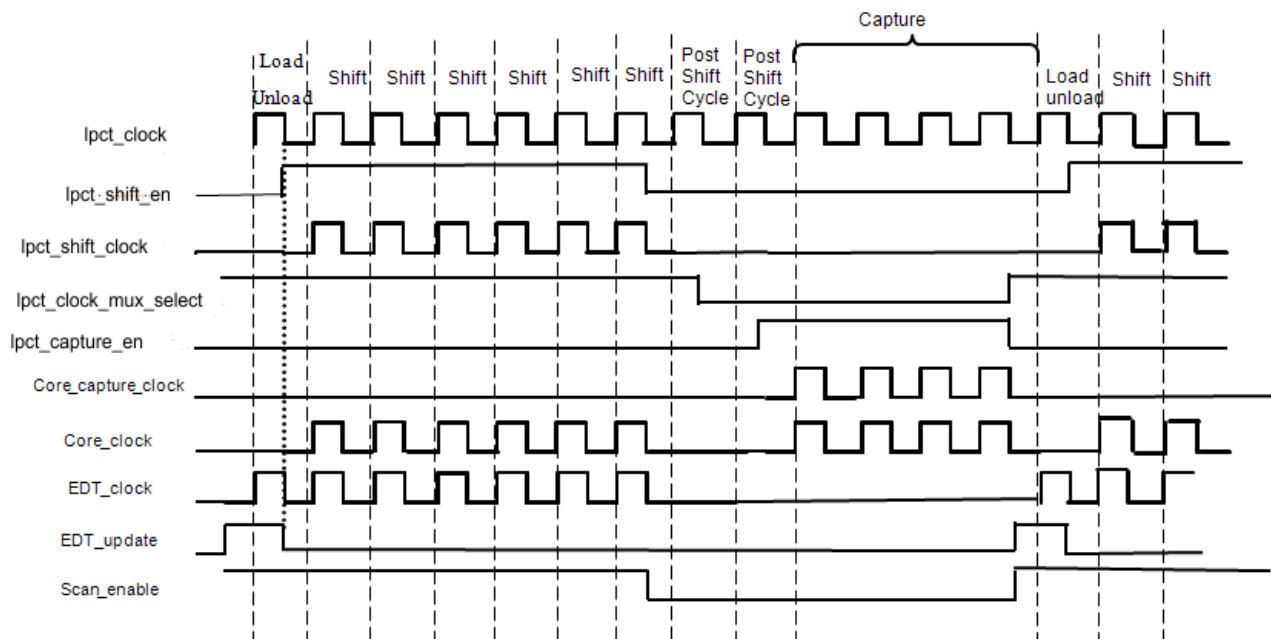 Capture
Load
Unload
Shift
Shift
Shift
Shift
Shift
Shift
Post
Shift
Cycle
Post
Shift
Cycle
Load
unload
Shift
Shift
lpct_clock
lpct_shift_en
lpct_shift_clock
lpct_clock_mux_select
lpct_capture_en
Core_capture_clock
Core_clock
EDT_clock
EDT_update
Scan_enable